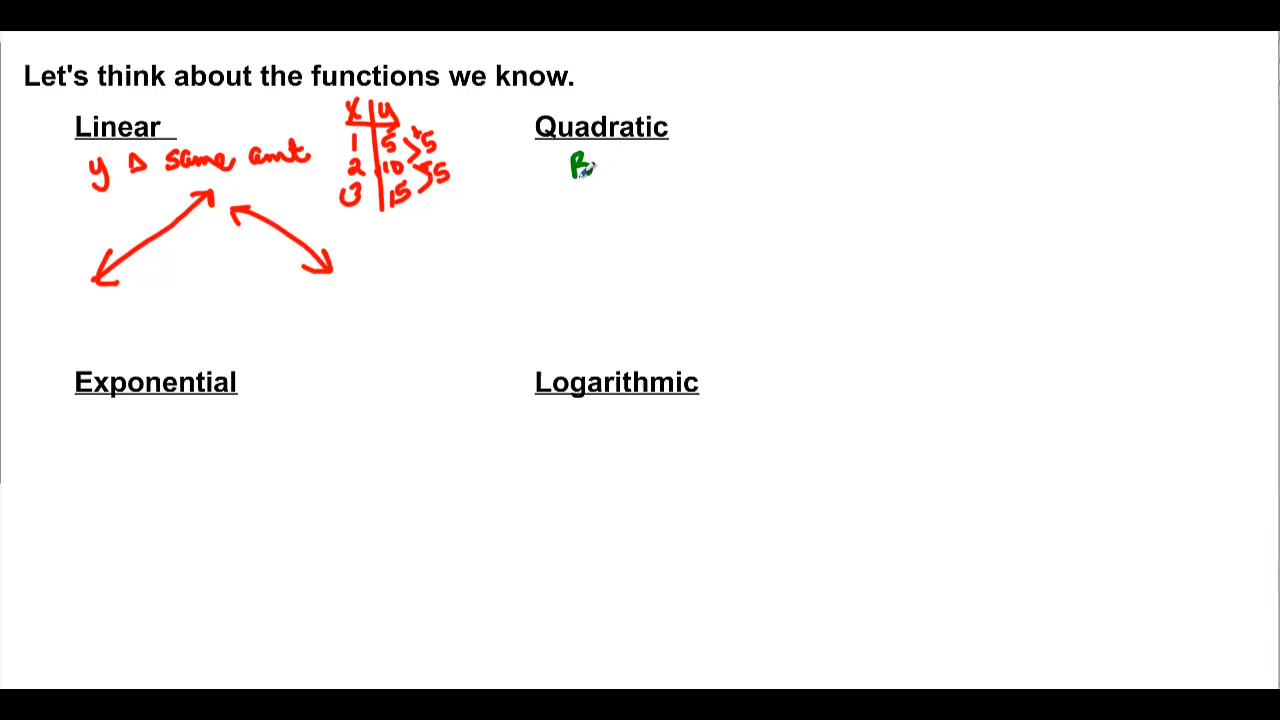 Let's think about the functions we know.
Linear
y Δ same amt
x y
1 5 +5
2 10 +5
3 15
Quadratic
Exponential
Logarithmic